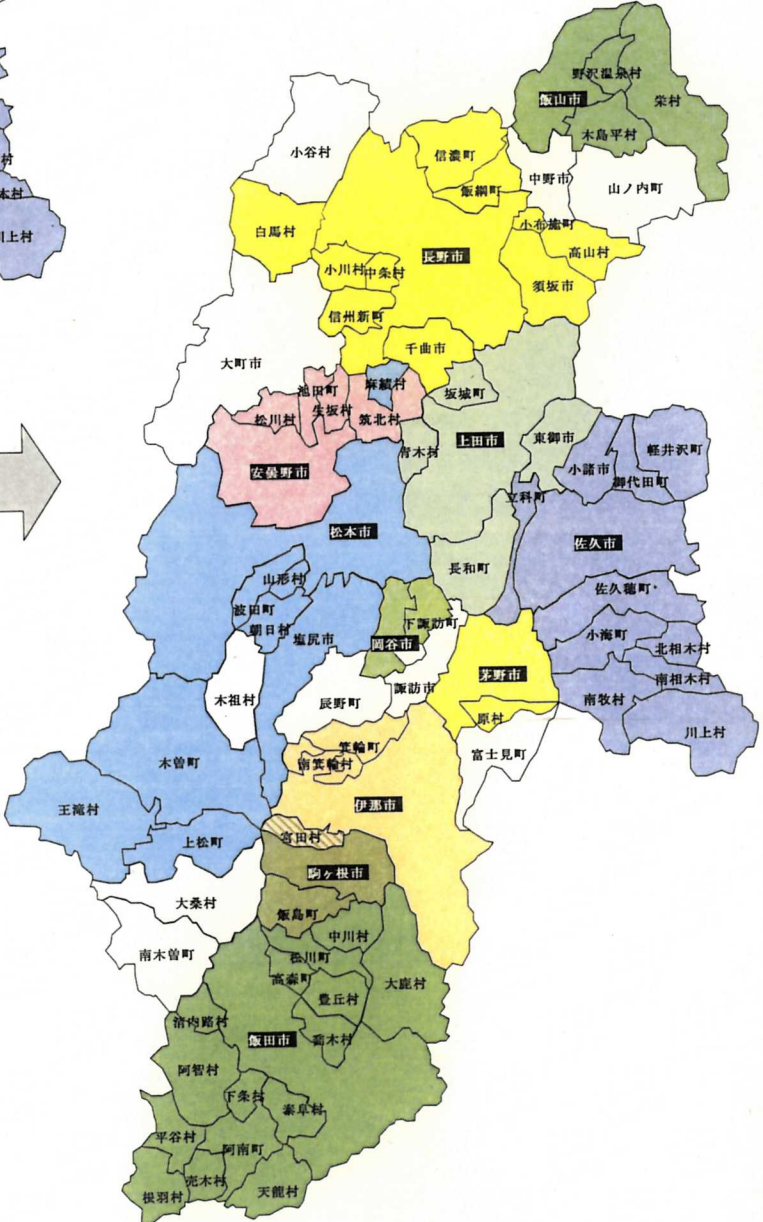 村
木村
川上村
野沢温泉村
飯山市
栄村
木島平村
小谷村
信濃町
飯綱町
中野市
山ノ内町
白馬村
小布施町
高山村
長野市
小川村
中条村
須坂市
信州新町
千曲市
大町市
麻績村
池田町
生坂村
松川村
筑北村
坂城町
青木村
上田市
東御市
軽井沢町
小諸市
御代田町
安曇野市
立科町
松本市
佐久市
長和町
山形村
佐久穂町
波田町
朝日村
塩尻市
下諏訪町
岡谷市
小海町
北相木村
茅野市
南相木村
木祖村
辰野町
諏訪市
南牧村
原村
川上村
箕輪町
南箕輪村
富士見町
木曽町
王滝村
伊那市
上松町
宮田村
駒ヶ根市
大桑村
飯島町
中川村
南木曽町
松川町
高森町
大鹿村
豊丘村
清内路村
飯田市
喬木村
阿智村
下条村
泰阜村
平谷村
阿南町
売木村
天龍村
根羽村